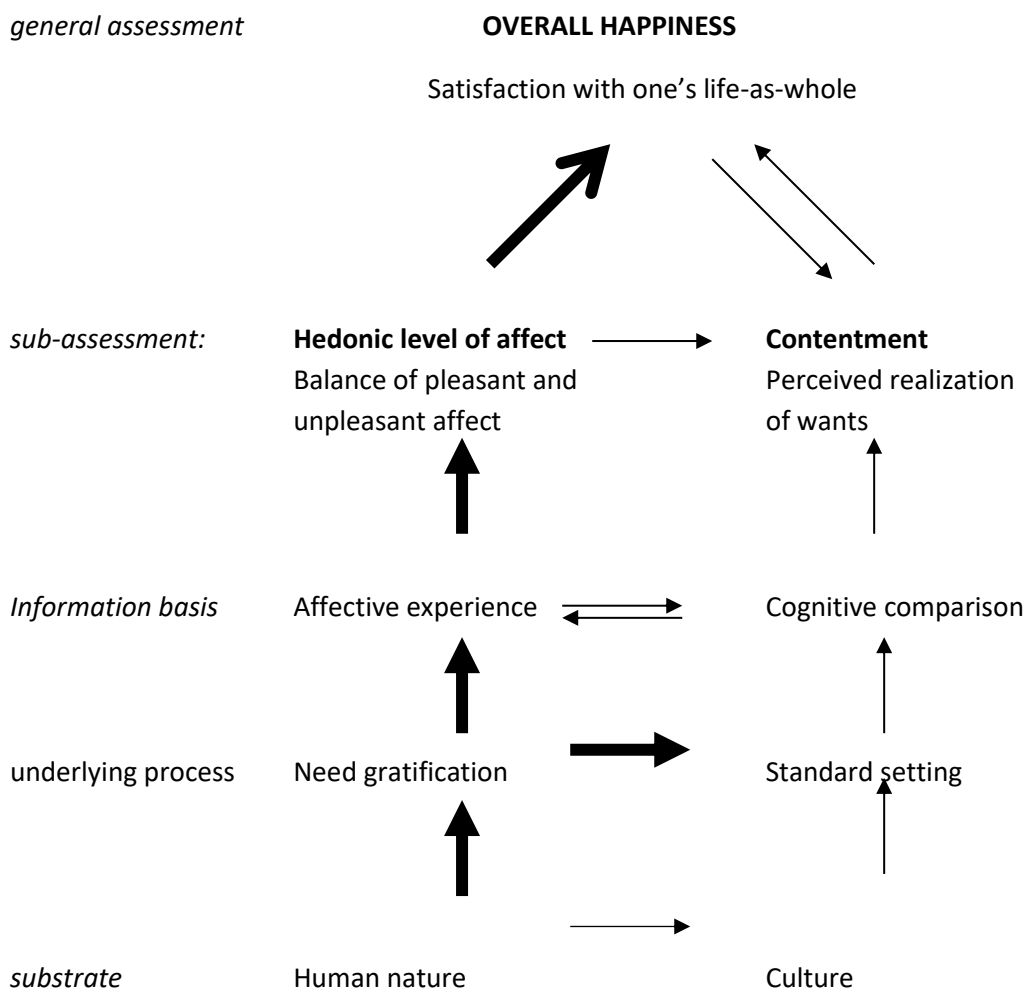 general assessment OVERALL HAPPINESS
Satisfaction with one’s life-as-whole
sub-assessment: Hedonic level of affect Contentment
Balance of pleasant and Perceived realization
unpleasant affect of wants
Information basis Affective experience Cognitive comparison
underlying process Need gratification Standard setting
substrate Human nature Culture